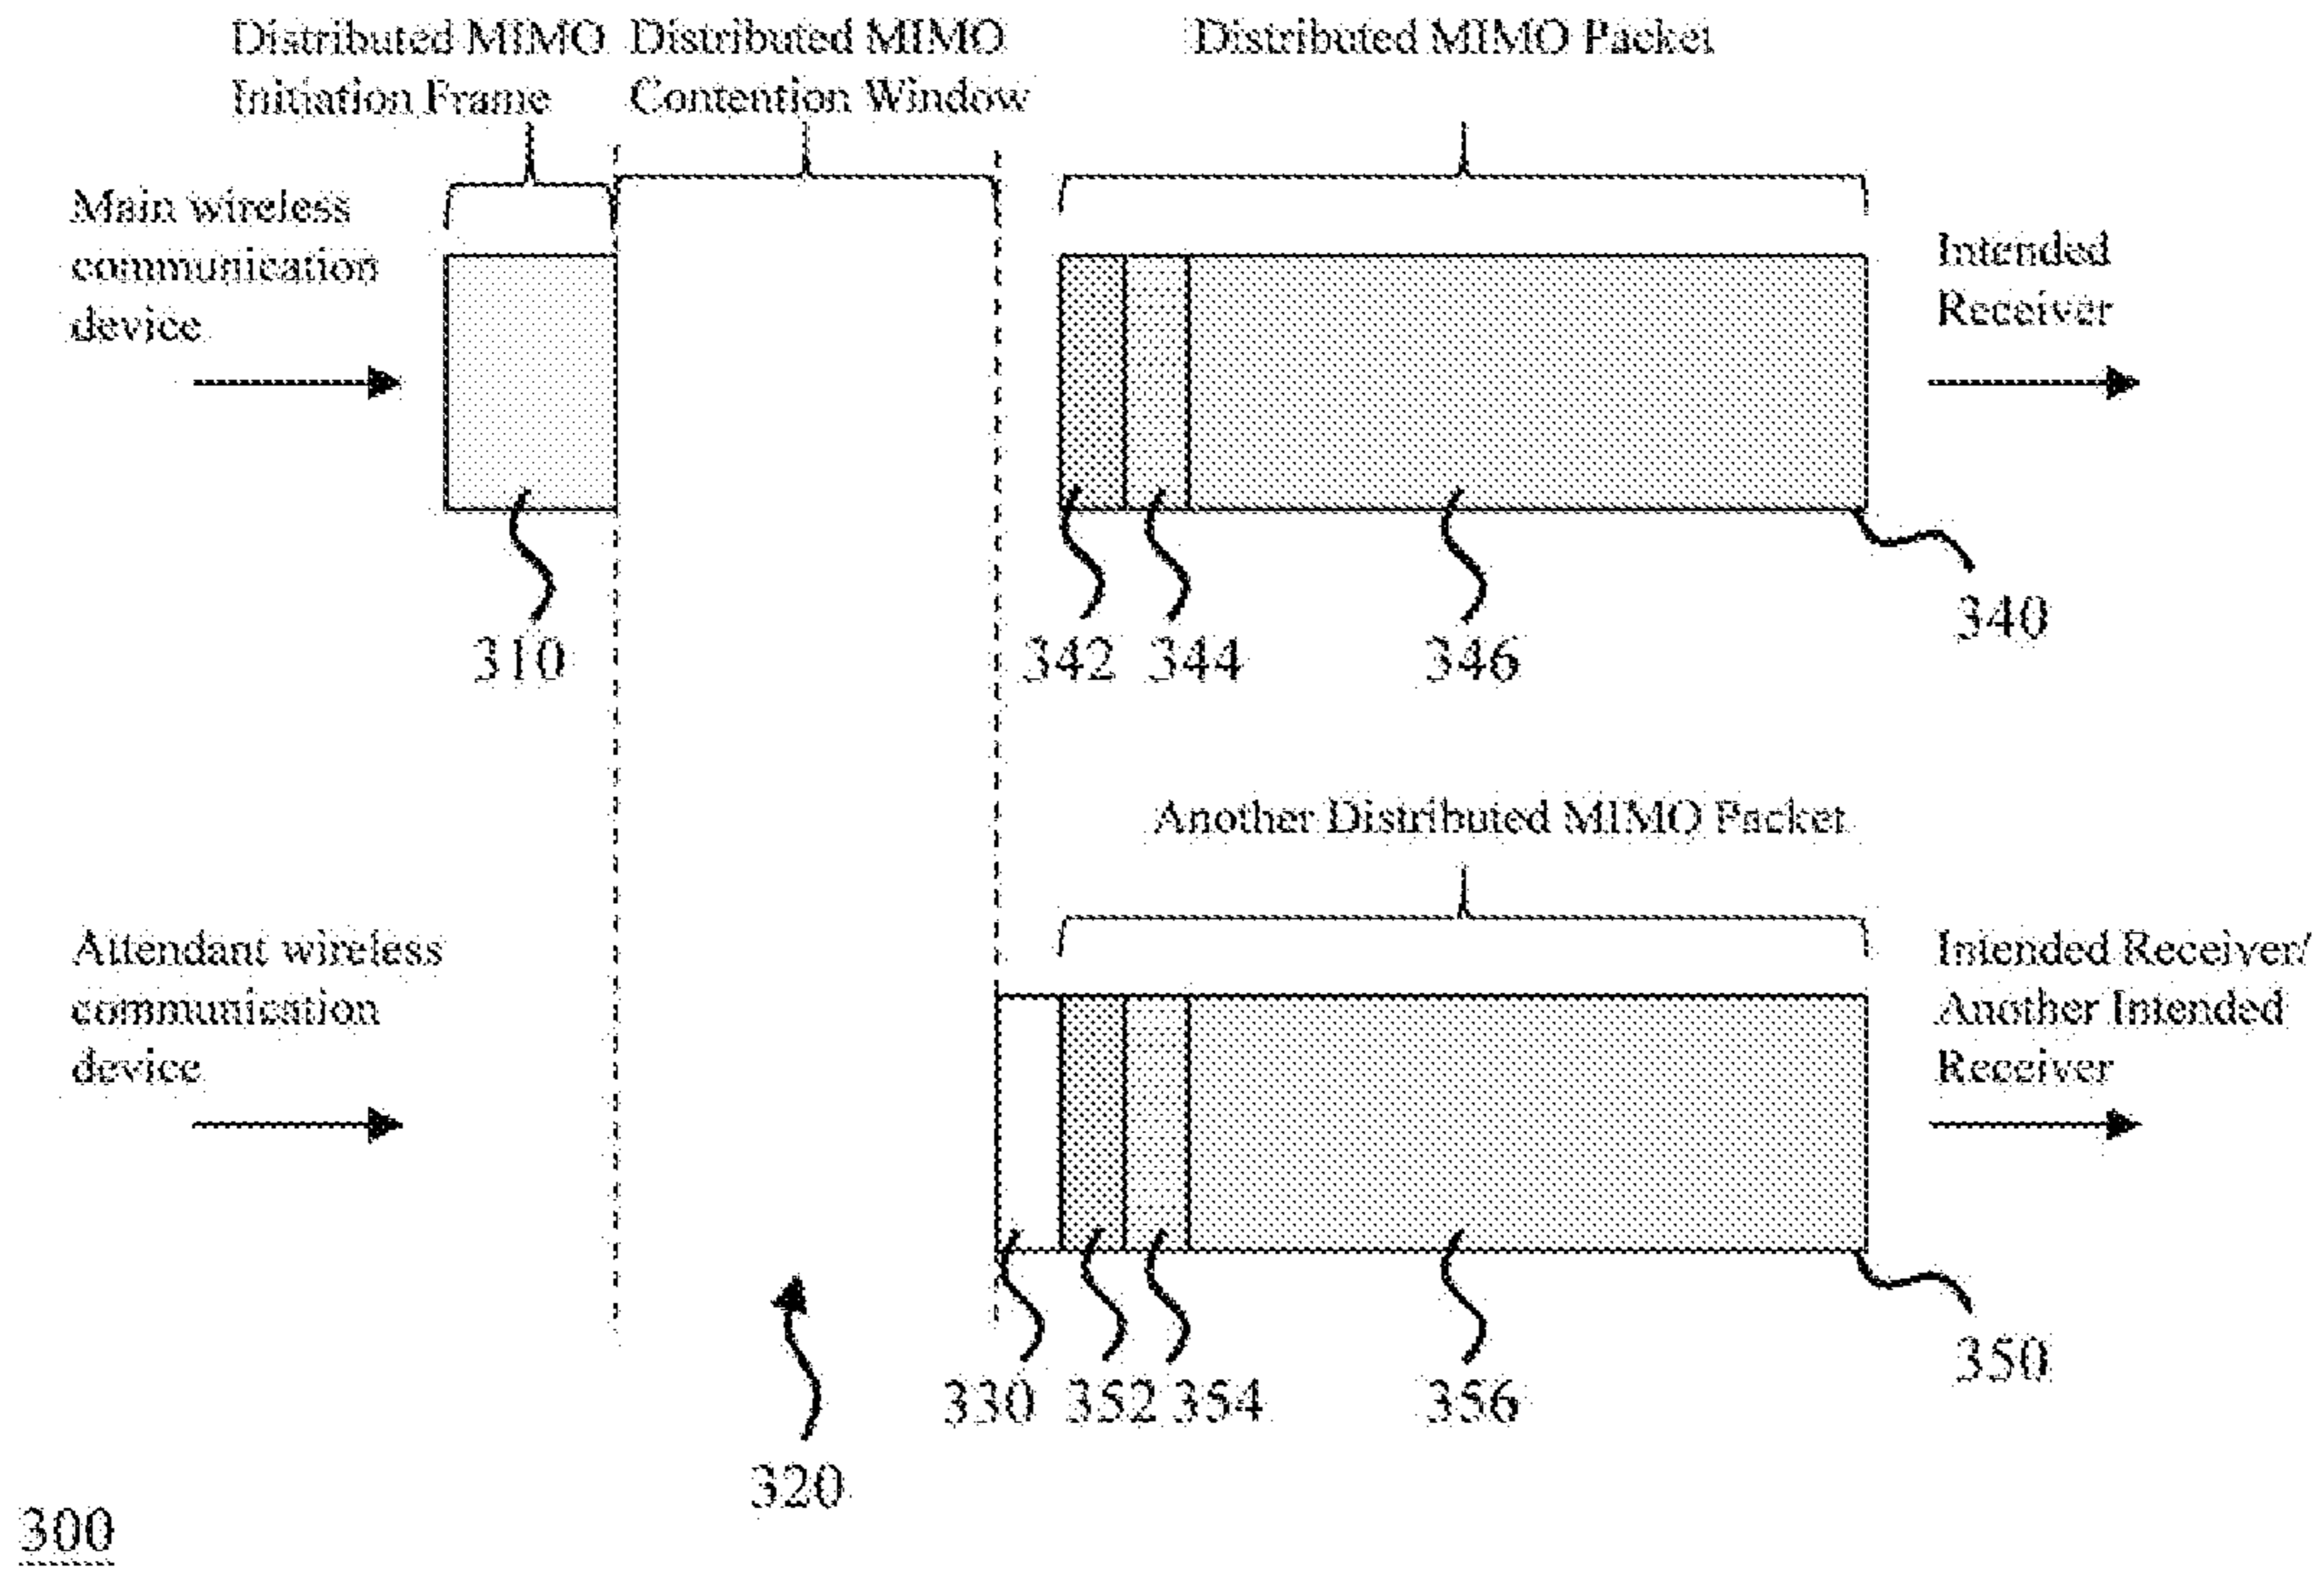 Distributed MIMO
Initiation Frame
Distributed MIMO
Contention Window
Distributed MIMO Packet
Main wireless
communication
device
Intended
Receiver
310
342
344
346
340
Another Distributed MIMO Packet
Attendant wireless
communication
device
Intended Receiver/
Another Intended
Receiver
330
352
354
356
350
320
300